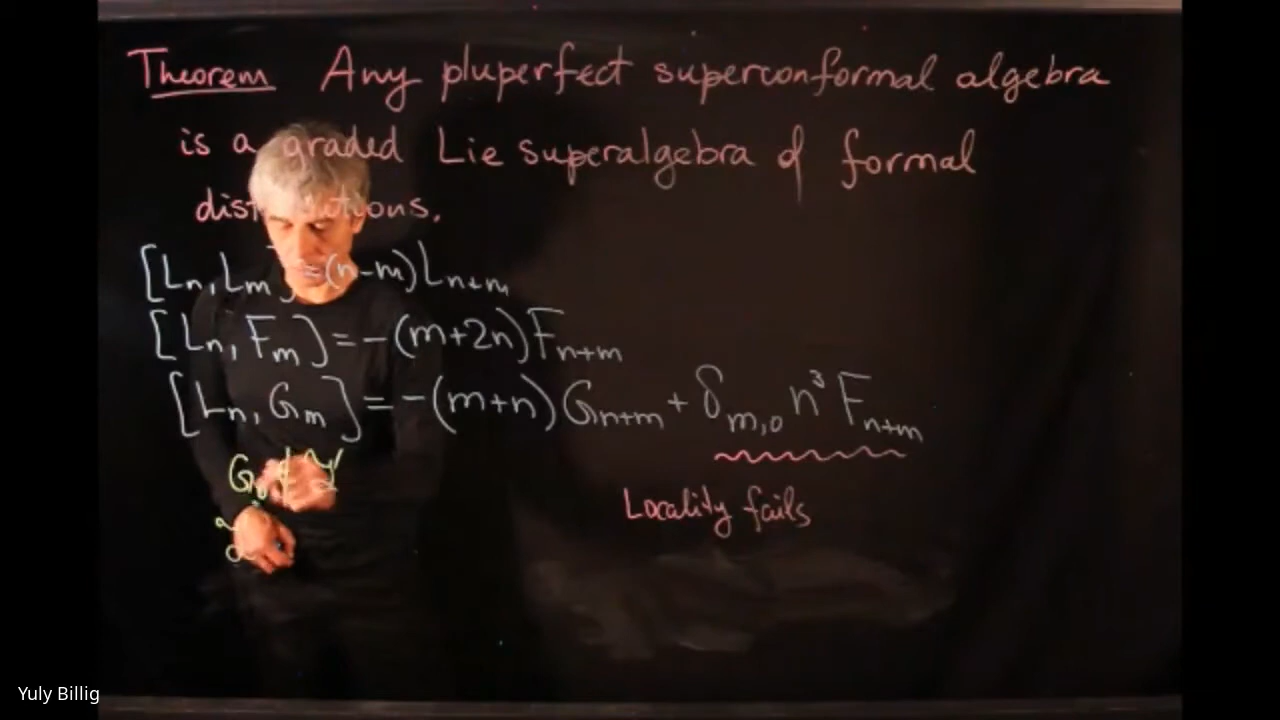 Theorem Any pluperfect superconformal algebra
is a graded Lie superalgebra of formal
distributions.
[Lₙ, Lₘ] = (n-m)Lₙ₊ₘ
[Lₙ, Fₘ] = -(m+2n)Fₙ₊ₘ
[Lₙ, Gₘ] = -(m+n)Gₙ₊ₘ + δₘ,₀ n³ Fₙ₊ₘ
G₀ ∉
Locality fails
Yuly Billig